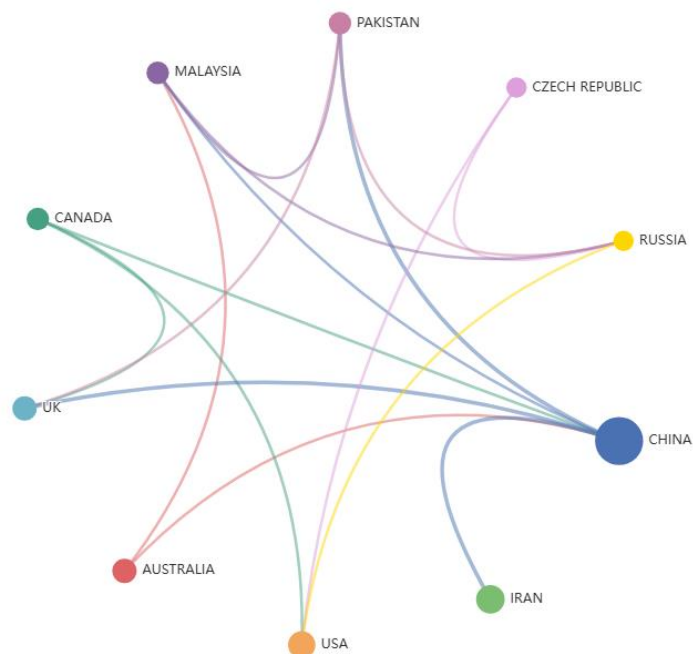 PAKISTAN
MALAYSIA
CZECH REPUBLIC
CANADA
RUSSIA
UK
CHINA
AUSTRALIA
IRAN
USA